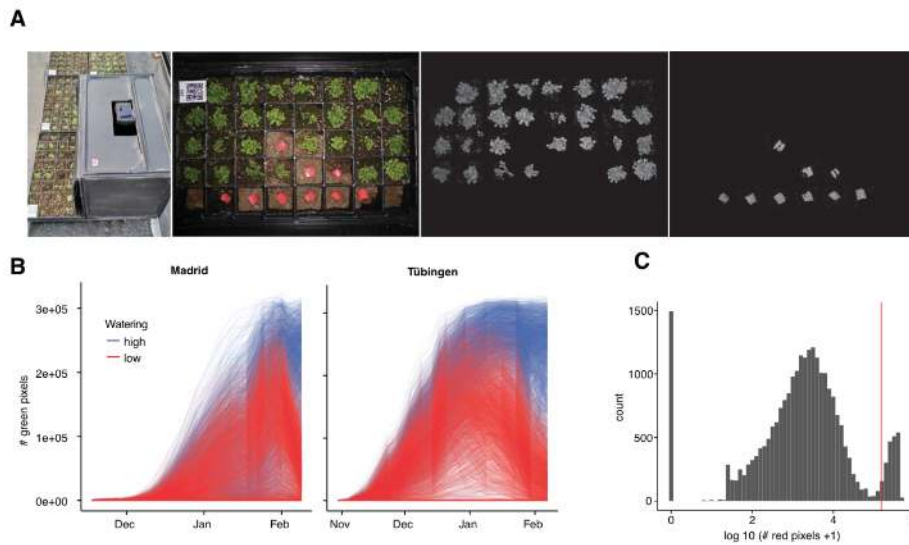 A
B
Madrid
Tübingen
C
Watering
high
low
# green pixels
3e+05
2e+05
1e+05
0e+00
Dec
Jan
Feb
Nov
Dec
Jan
Feb
count
1500
1000
500
0
0
2
4
log 10 (# red pixels +1)